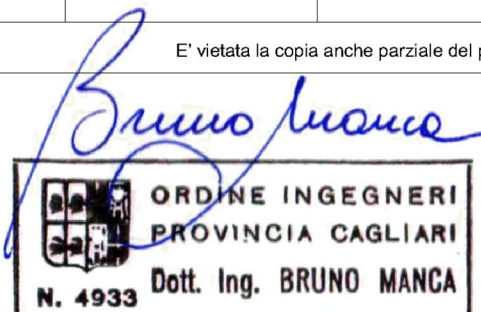 E' vietata la copia anche parziale del p
Bruno Manca
ORDINE INGEGNERI
PROVINCIA CAGLIARI
Dott. Ing. BRUNO MANCA
N. 4933